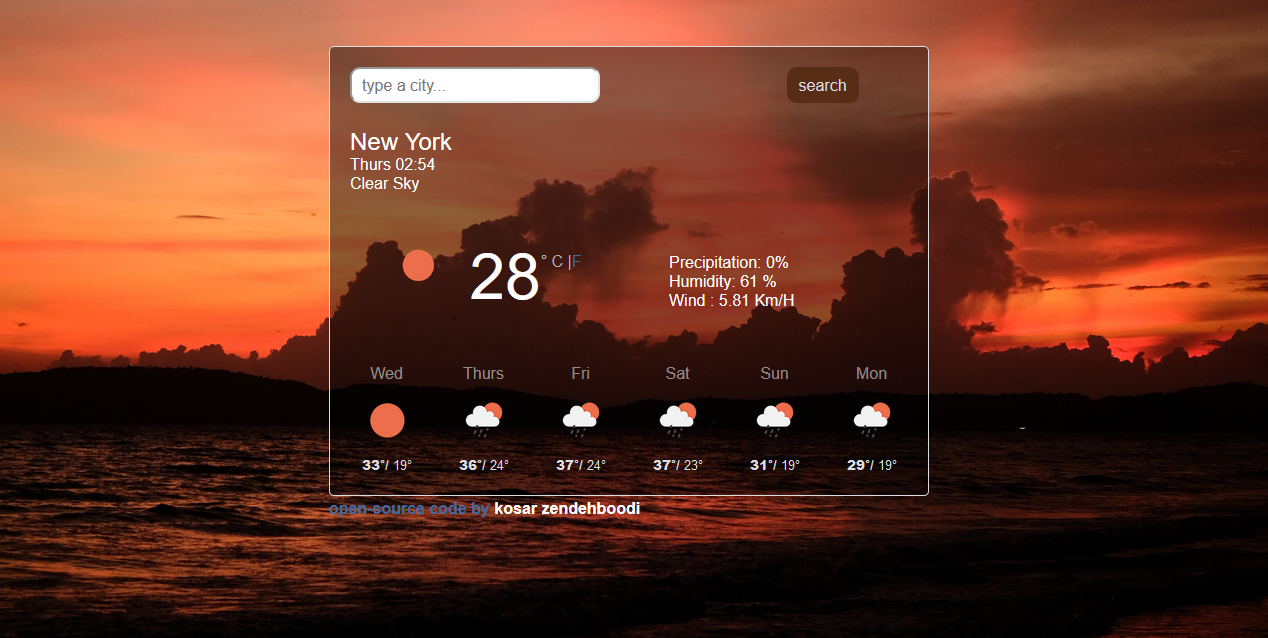 type a city...
search
New York
Thurs 02:54
Clear Sky
28° C |F
Precipitation: 0%
Humidity: 61 %
Wind : 5.81 Km/H
Wed Thurs Fri Sat Sun Mon
33°/ 19° 36°/ 24° 37°/ 24° 37°/ 23° 31°/ 19° 29°/ 19°
open-source code by kosar zendehboodi